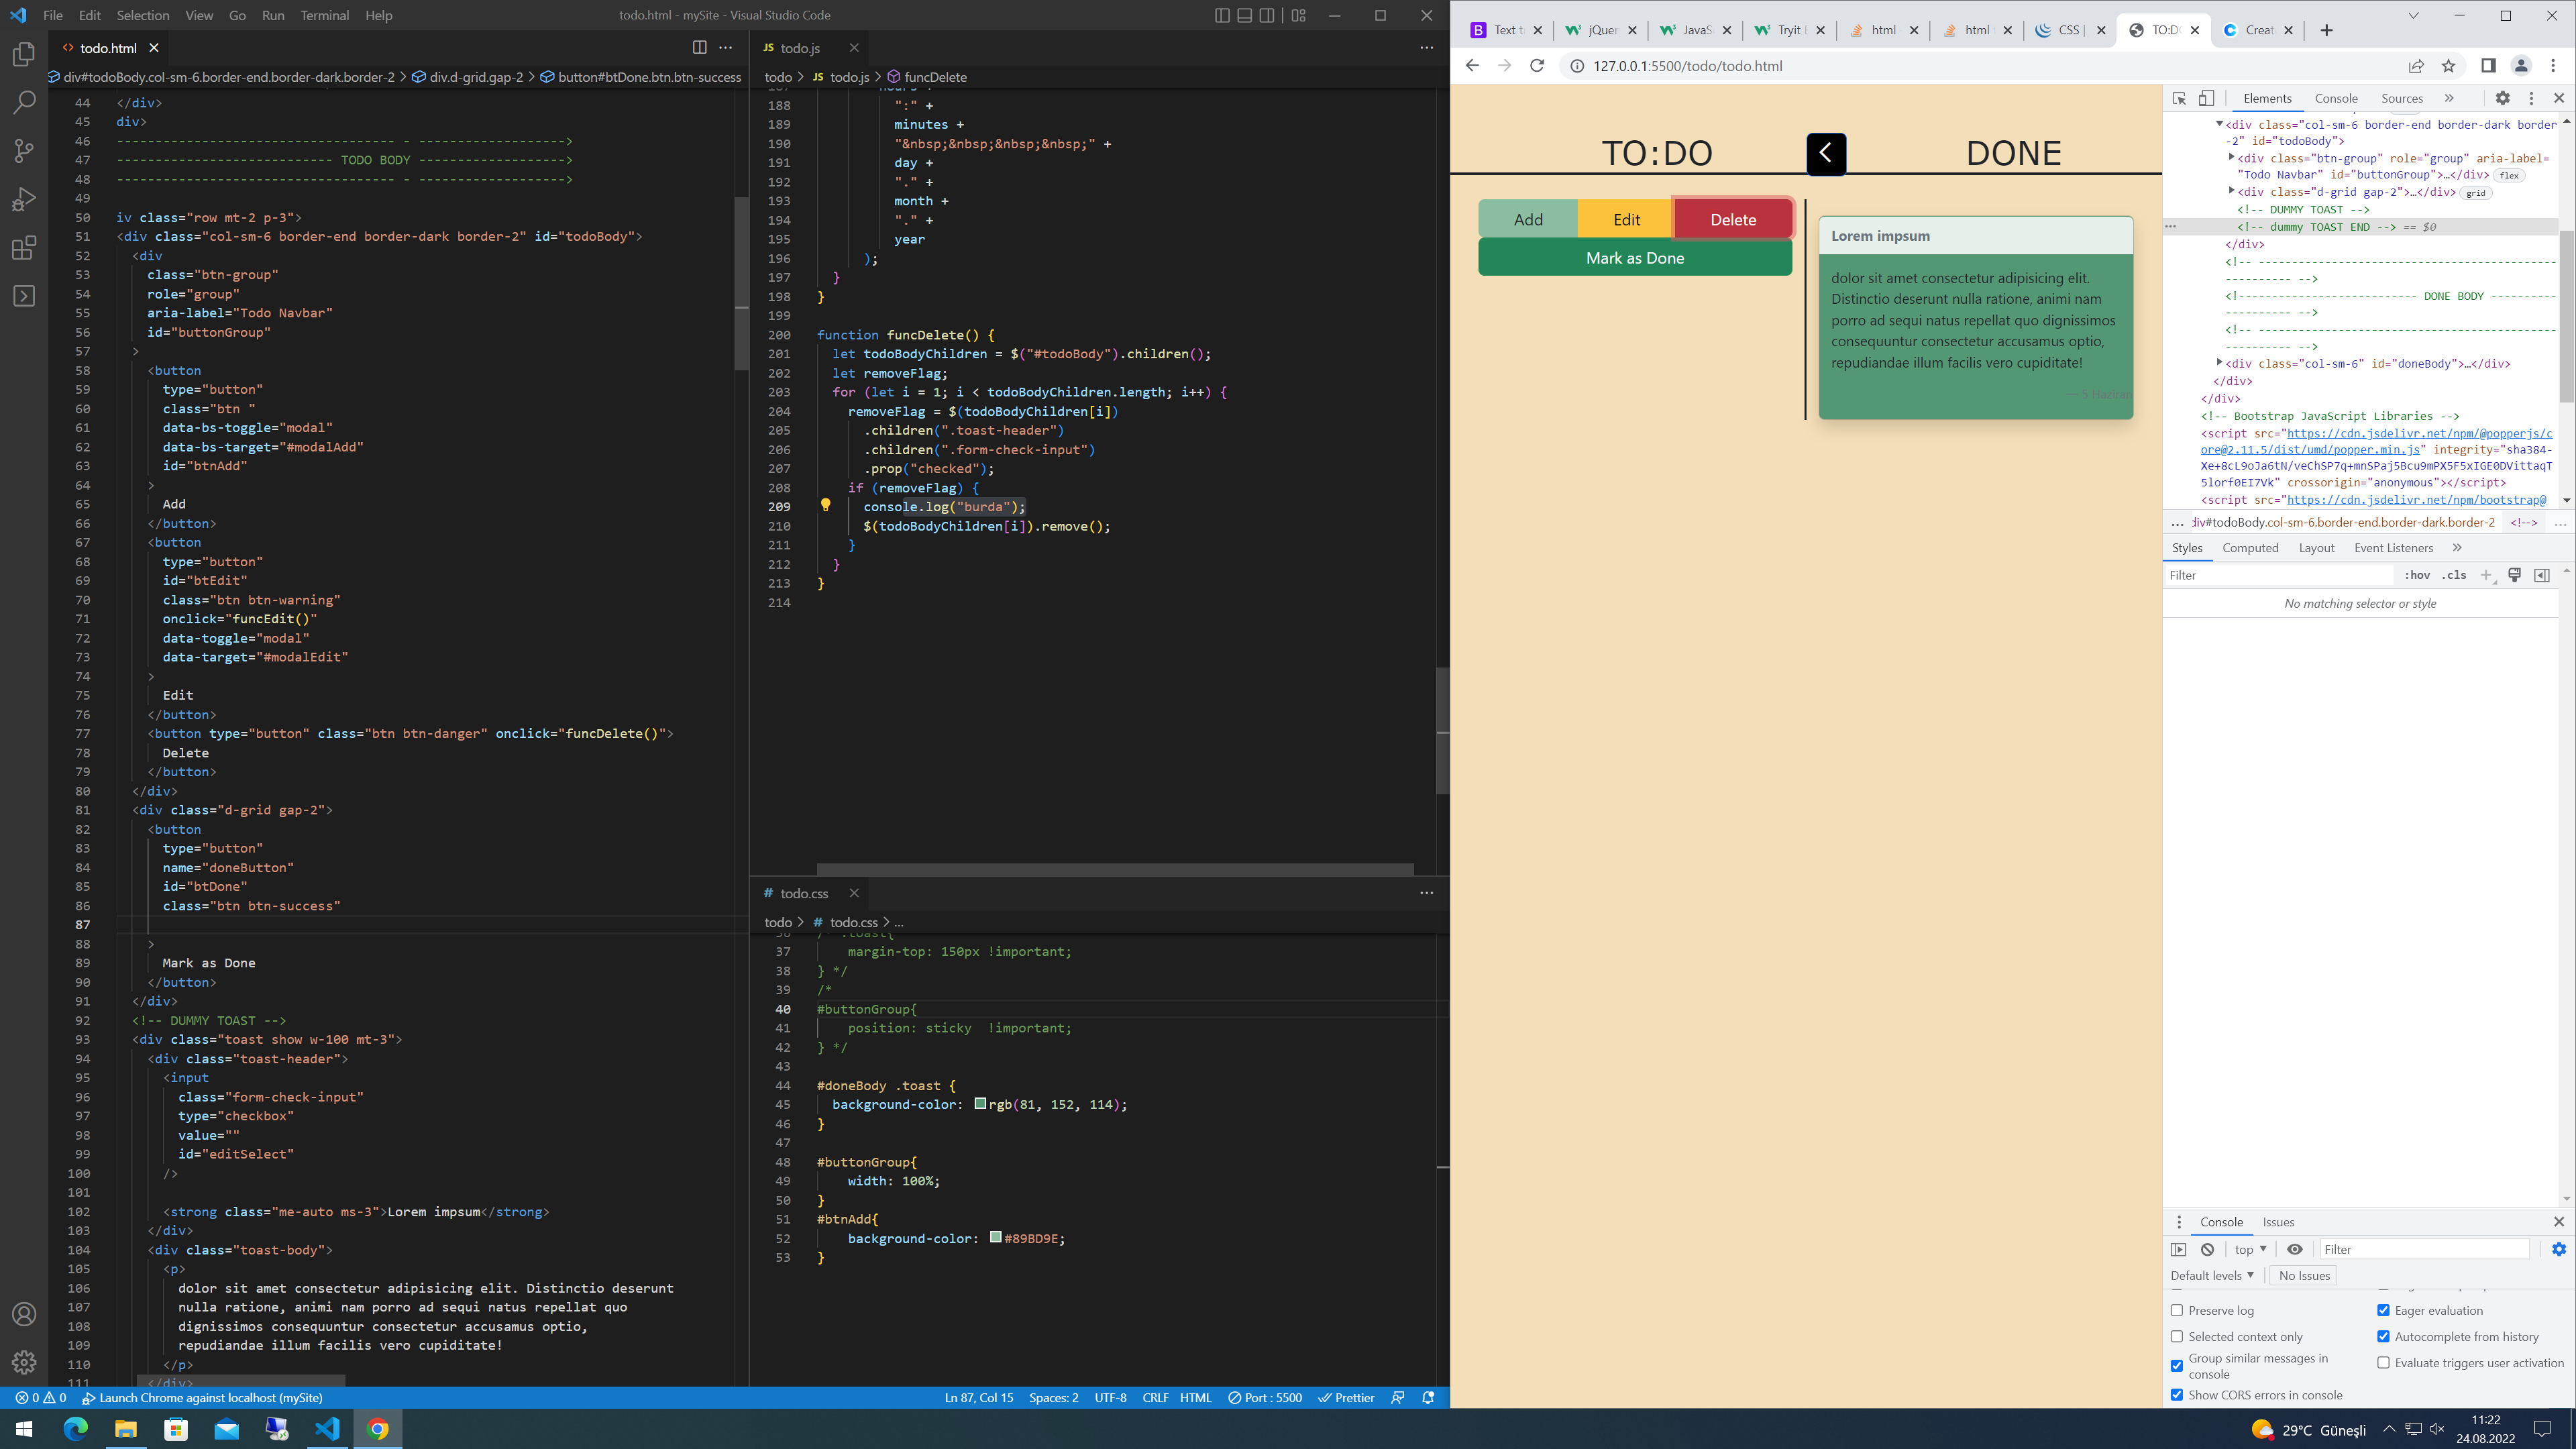 File Edit Selection View Go Run Terminal Help
todo.html - mySite - Visual Studio Code
todo.html
div#todoBody.col-sm-6.border-end.border-dark.border-2 > div.d-grid.gap-2 > button#btDone.btn.btn-success
44 </div>
45 div>
46 ------------------------------------ - ------------------->
47 ---------------------------- TODO BODY ------------------->
48 ------------------------------------ - ------------------->
49
50 iv class="row mt-2 p-3">
51 <div class="col-sm-6 border-end border-dark border-2" id="todoBody">
52 <div
53 class="btn-group"
54 role="group"
55 aria-label="Todo Navbar"
56 id="buttonGroup"
57 >
58 <button
59 type="button"
60 class="btn "
61 data-bs-toggle="modal"
62 data-bs-target="#modalAdd"
63 id="btnAdd"
64 >
65 Add
66 </button>
67 <button
68 type="button"
69 id="btEdit"
70 class="btn btn-warning"
71 onclick="funcEdit()"
72 data-toggle="modal"
73 data-target="#modalEdit"
74 >
75 Edit
76 </button>
77 <button type="button" class="btn btn-danger" onclick="funcDelete()">
78 Delete
79 </button>
80 </div>
81 <div class="d-grid gap-2">
82 <button
83 type="button"
84 name="doneButton"
85 id="btDone"
86 class="btn btn-success"
87
88 >
89 Mark as Done
90 </button>
91 </div>
92 <!-- DUMMY TOAST -->
93 <div class="toast show w-100 mt-3">
94 <div class="toast-header">
95 <input
96 class="form-check-input"
97 type="checkbox"
98 value=""
99 id="editSelect"
100 />
101
102 <strong class="me-auto ms-3">Lorem impsum</strong>
103 </div>
104 <div class="toast-body">
105 <p>
106 dolor sit amet consectetur adipisicing elit. Distinctio deserunt
107 nulla ratione, animi nam porro ad sequi natus repellat quo
108 dignissimos consequuntur consectetur accusamus optio,
109 repudiandae illum facilis vero cupiditate!
110 </p>
111 </div>
JS todo.js
todo > JS todo.js > funcDelete
187 hours +
188 ":" +
189 minutes +
190 "&nbsp;&nbsp;&nbsp;&nbsp;" +
191 day +
192 "." +
193 month +
194 "." +
195 year
196 );
197 }
198 }
199
200 function funcDelete() {
201 let todoBodyChildren = $("#todoBody").children();
202 let removeFlag;
203 for (let i = 1; i < todoBodyChildren.length; i++) {
204 removeFlag = $(todoBodyChildren[i])
205 .children(".toast-header")
206 .children(".form-check-input")
207 .prop("checked");
208 if (removeFlag) {
209 console.log("burda");
210 $(todoBodyChildren[i]).remove();
211 }
212 }
213 }
214
# todo.css
todo > # todo.css > ...
36 /* .toast{
37 margin-top: 150px !important;
38 } */
39 /*
40 #buttonGroup{
41 position: sticky !important;
42 } */
43
44 #doneBody .toast {
45 background-color: rgb(81, 152, 114);
46 }
47
48 #buttonGroup{
49 width: 100%;
50 }
51 #btnAdd{
52 background-color: #89BD9E;
53 }
0 0 Launch Chrome against localhost (mySite)
Ln 87, Col 15 Spaces: 2 UTF-8 CRLF HTML Port : 5500 Prettier
Text t jQuer JavaS Tryit html html CSS | TO:D Creat
127.0.0.1:5500/todo/todo.html
TO:DO DONE
Add Edit Delete
Mark as Done
Lorem impsum
dolor sit amet consectetur adipisicing elit.
Distinctio deserunt nulla ratione, animi nam
porro ad sequi natus repellat quo dignissimos
consequuntur consectetur accusamus optio,
repudiandae illum facilis vero cupiditate!
5 Haziran
Elements Console Sources
<div class="col-sm-6 border-end border-dark border
-2" id="todoBody">
<div class="btn-group" role="group" aria-label=
"Todo Navbar" id="buttonGroup">…</div> flex
<div class="d-grid gap-2">…</div> grid
<!-- DUMMY TOAST -->
<!-- dummy TOAST END --> == $0
</div>
<!-- ---------------------------------------------
---------- -->
<!--------------------------- DONE BODY ----------
---------- -->
<!-- ---------------------------------------------
---------- -->
<div class="col-sm-6" id="doneBody">…</div>
</div>
</div>
<!-- Bootstrap JavaScript Libraries -->
<script src="https://cdn.jsdelivr.net/npm/@popperjs/c
ore@2.11.5/dist/umd/popper.min.js" integrity="sha384-
Xe+8cL9oJa6tN/veChSP7q+mnSPaj5Bcu9mPX5F5xIGE0DVittaqT
5lorf0EI7Vk" crossorigin="anonymous"></script>
<script src="https://cdn.jsdelivr.net/npm/bootstrap@
... div#todoBody.col-sm-6.border-end.border-dark.border-2 <!--> ...
Styles Computed Layout Event Listeners
Filter :hov .cls
No matching selector or style
Console Issues
top Filter
Default levels No Issues
Preserve log Eager evaluation
Selected context only Autocomplete from history
Group similar messages in
console
Evaluate triggers user activation
Show CORS errors in console
29°C Güneşli
11:22
24.08.2022